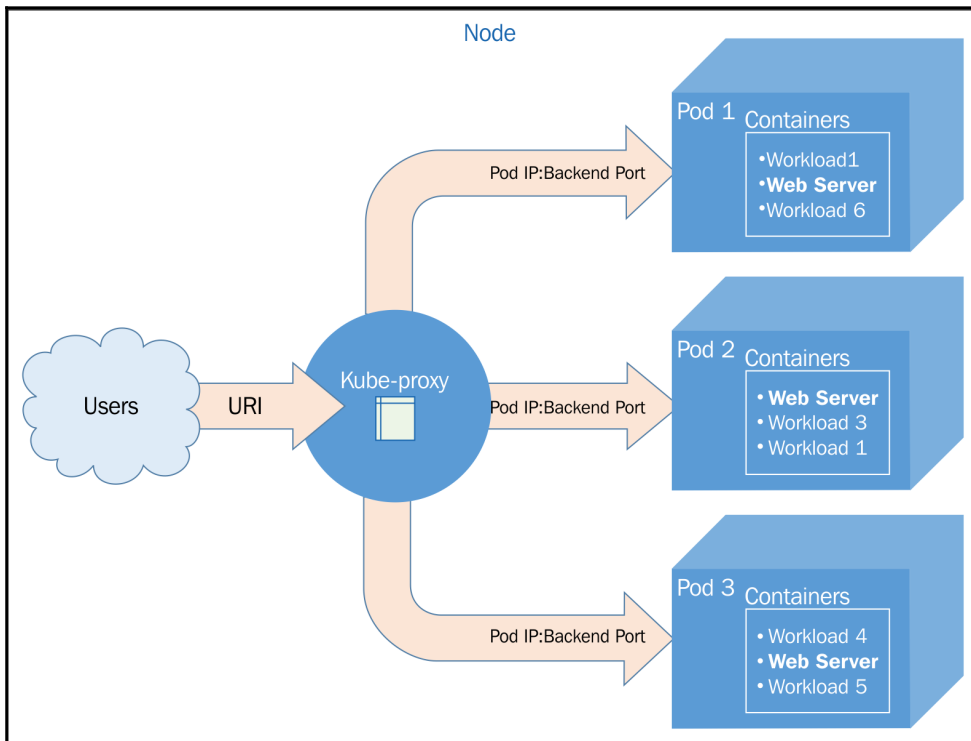 Node
Pod 1
Containers
•Workload1
•Web Server
•Workload 6
Pod IP:Backend Port
Pod 2
Containers
• Web Server
• Workload 3
• Workload 1
Users
URI
Kube-proxy
Pod IP:Backend Port
Pod 3
Containers
• Workload 4
• Web Server
• Workload 5
Pod IP:Backend Port